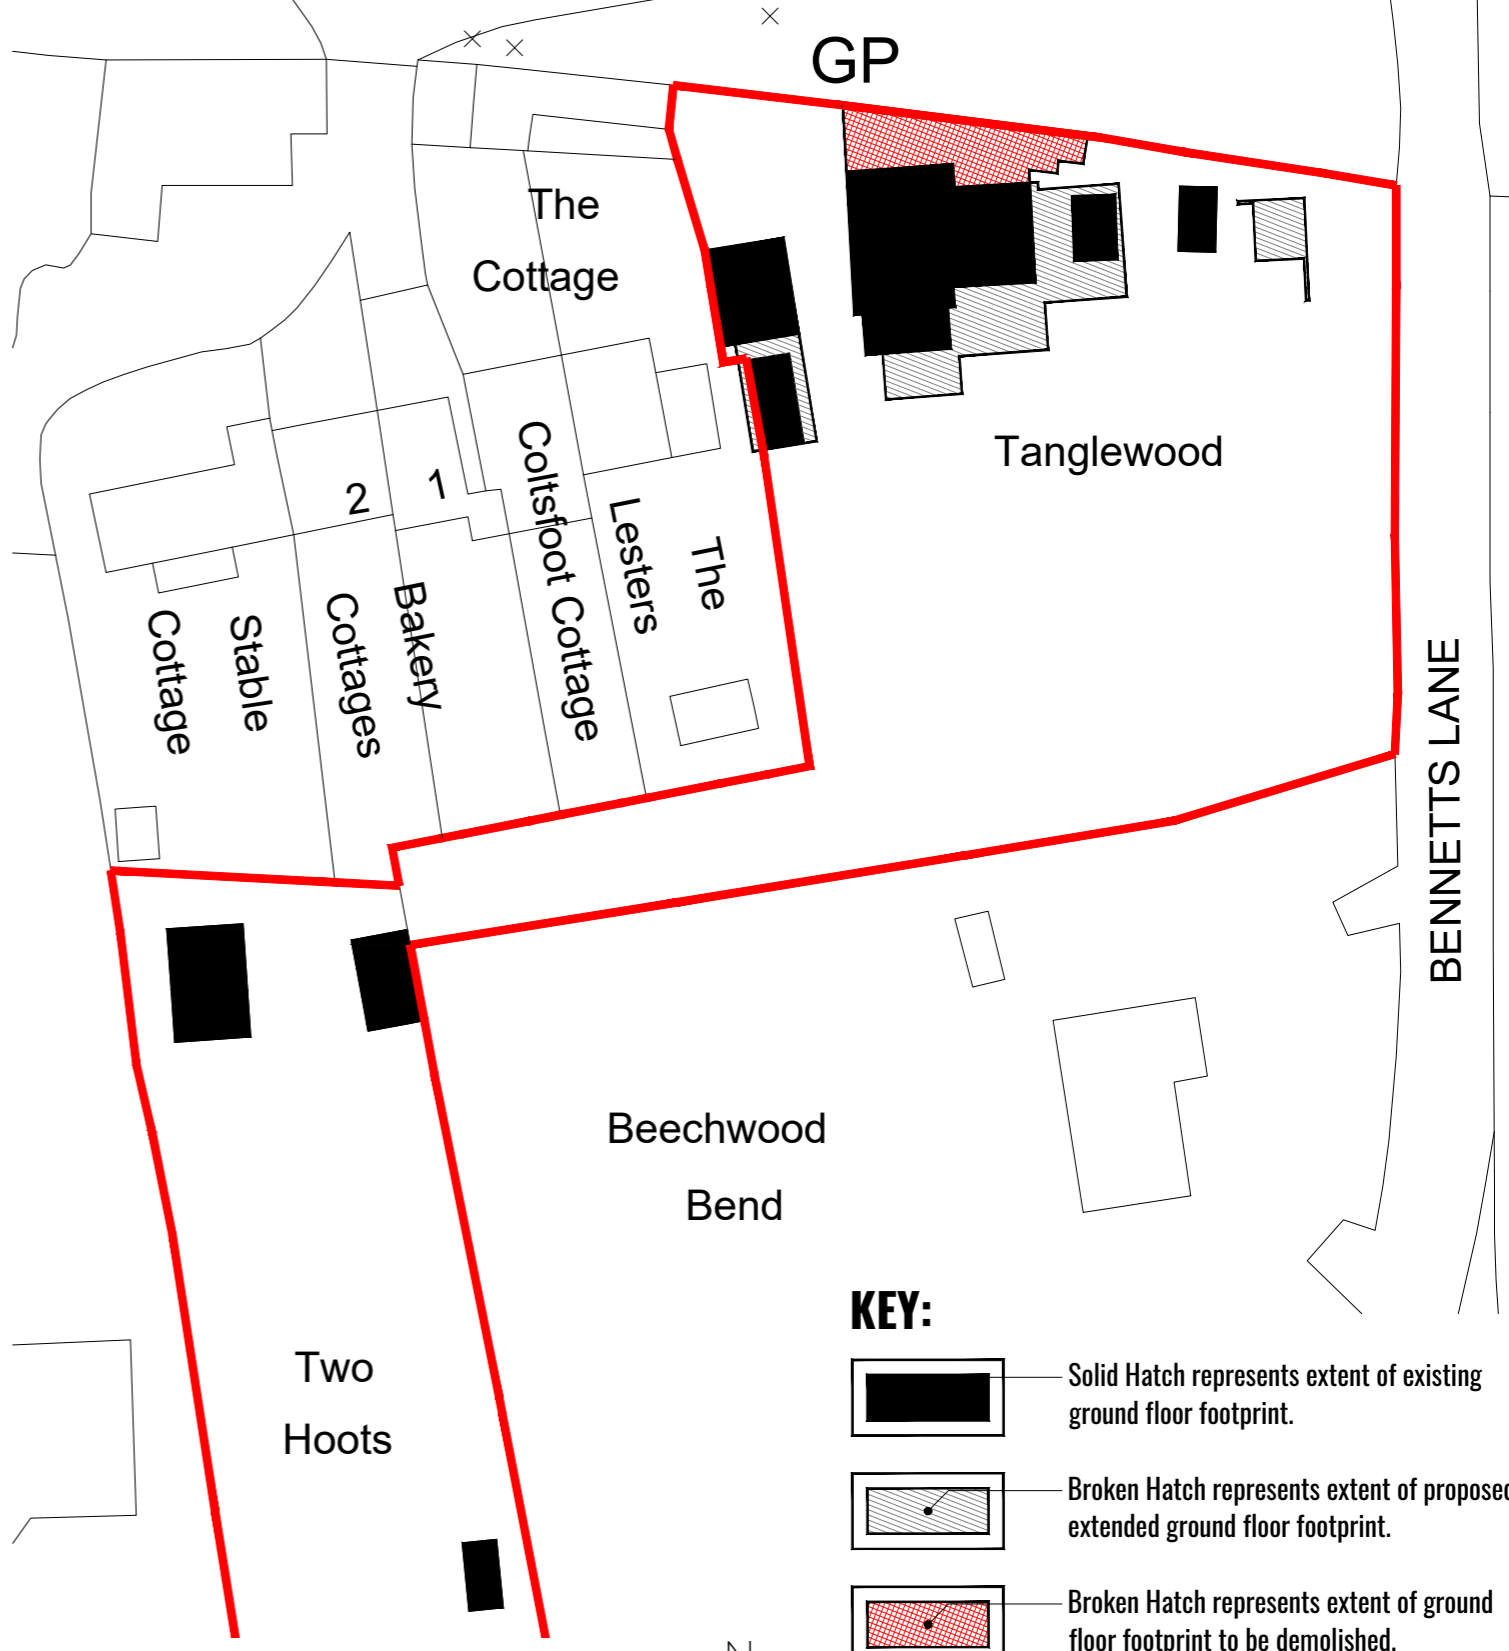 GP
The
Cottage
Tanglewood
2
1
Coltsfoot Cottage
Lesters
The
Bakery
Cottages
Stable
Cottage
BENNETTS LANE
Beechwood
Bend
Two
Hoots
KEY:
Solid Hatch represents extent of existing
ground floor footprint.
Broken Hatch represents extent of proposed
extended ground floor footprint.
Broken Hatch represents extent of ground
floor footprint to be demolished.
N